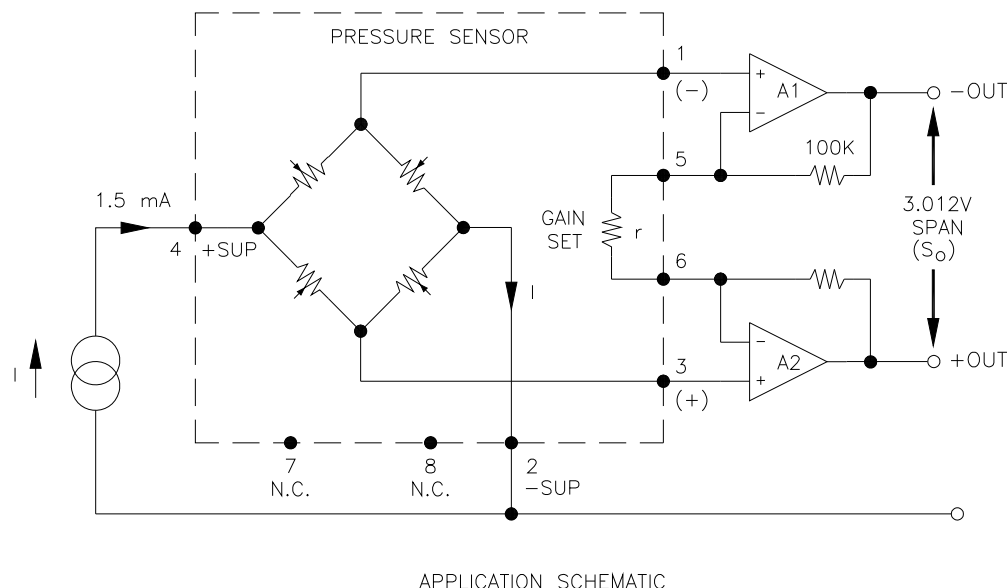 PRESSURE SENSOR
1
(-)
+
A1
-
-OUT
100K
5
1.5 mA
GAIN
SET
r
3.012V
SPAN
(So)
4
+SUP
6
I
I
-
A2
+
+OUT
3
(+)
7
N.C.
8
N.C.
2
-SUP
APPLICATION SCHEMATIC